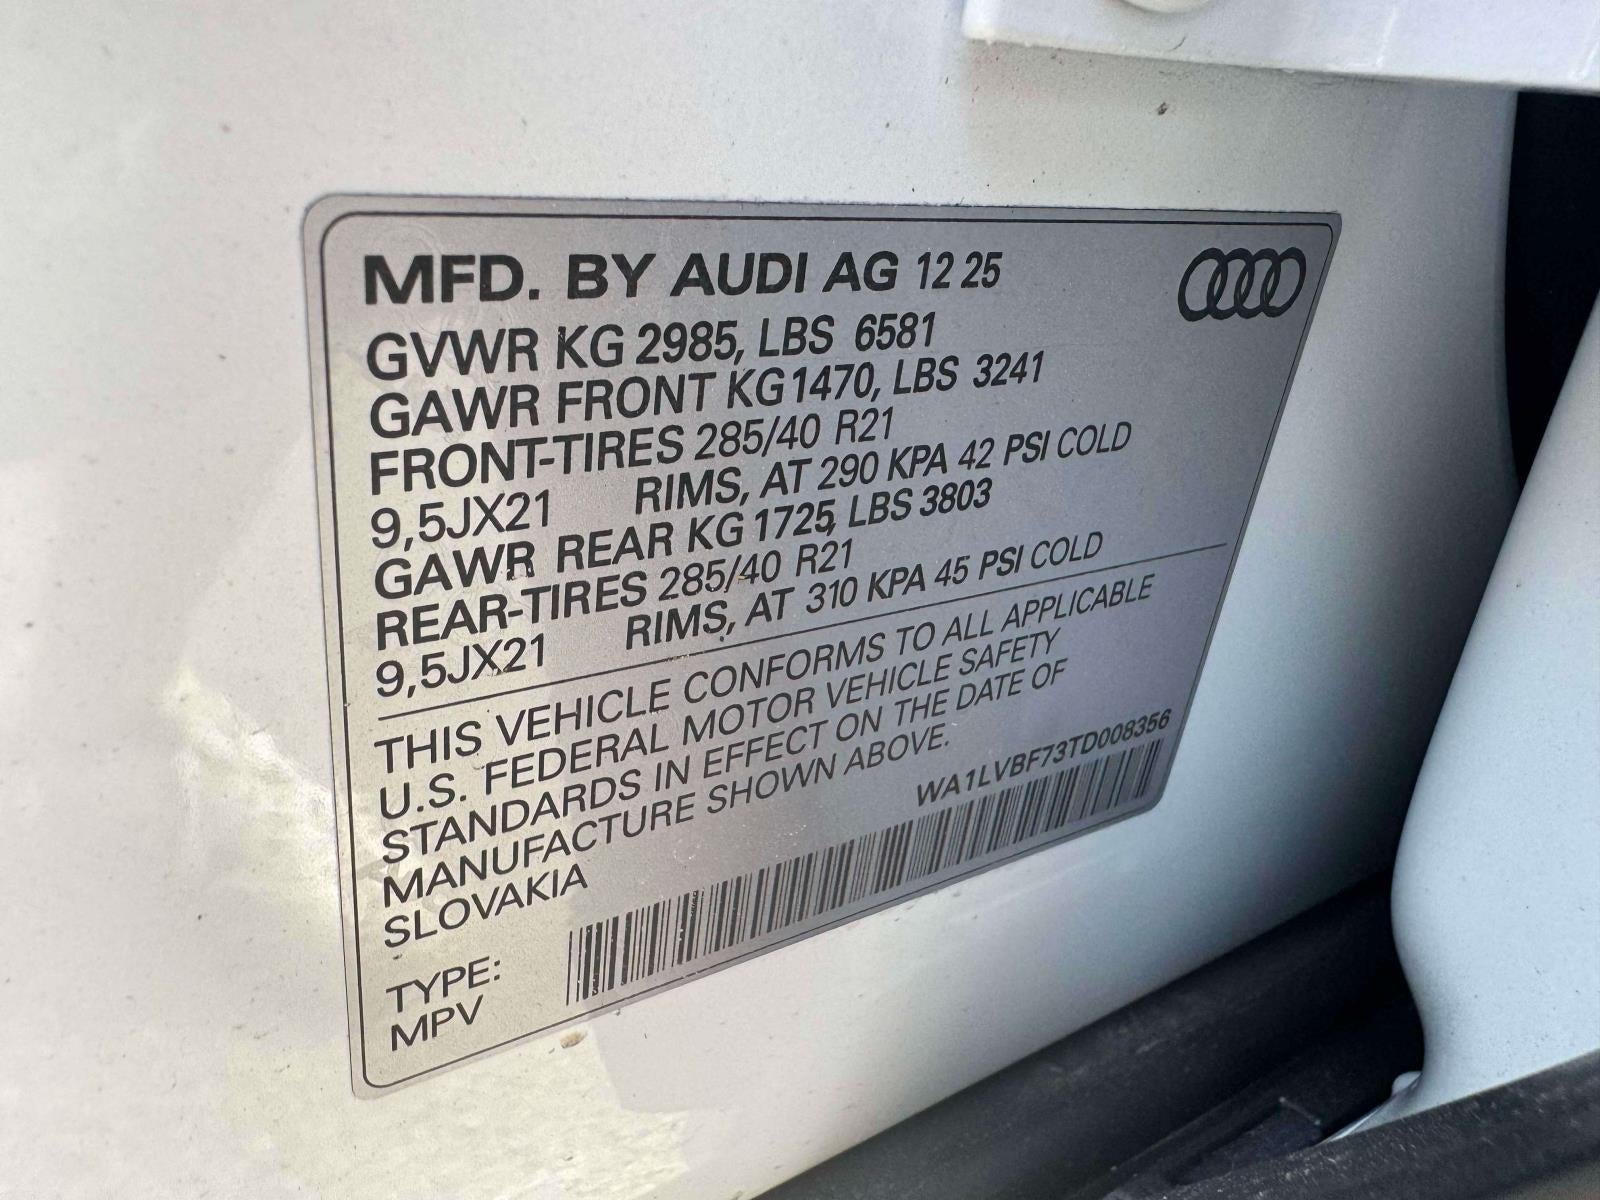 MFD. BY AUDI AG 12 25
GVWR KG 2985, LBS 6581
GAWR FRONT KG 1470, LBS 3241
FRONT-TIRES 285/40 R21
9,5JX21 RIMS, AT 290 KPA 42 PSI COLD
GAWR REAR KG 1725, LBS 3803
REAR-TIRES 285/40 R21
9,5JX21 RIMS, AT 310 KPA 45 PSI COLD
THIS VEHICLE CONFORMS TO ALL APPLICABLE
U.S. FEDERAL MOTOR VEHICLE SAFETY
STANDARDS IN EFFECT ON THE DATE OF
MANUFACTURE SHOWN ABOVE.
SLOVAKIA
WA1LVBF73TD008356
TYPE:
MPV